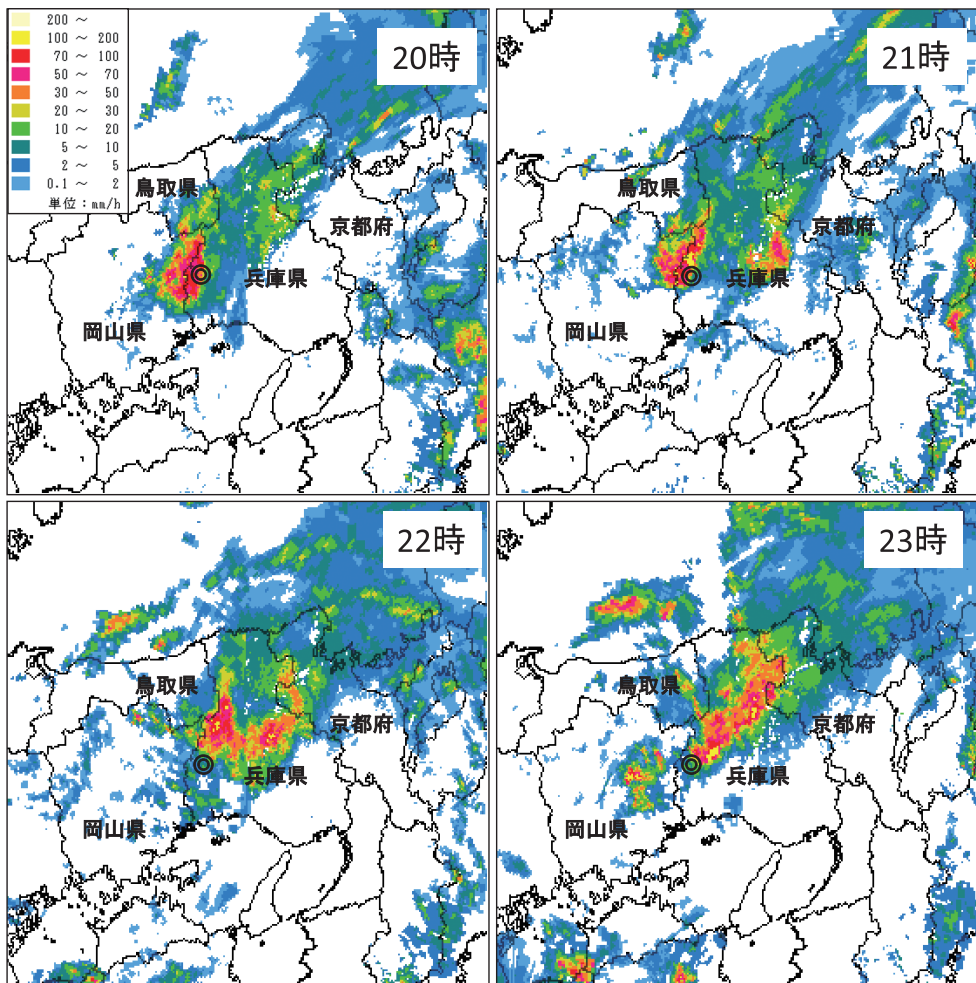 20時
200 ～
100 ～ 200
70 ～ 100
50 ～ 70
30 ～ 50
20 ～ 30
10 ～ 20
5 ～ 10
2 ～ 5
0.1 ～ 2
単位：mm/h
鳥取県
京都府
兵庫県
岡山県
21時
鳥取県
京都府
兵庫県
岡山県
22時
鳥取県
京都府
兵庫県
岡山県
23時
鳥取県
京都府
兵庫県
岡山県